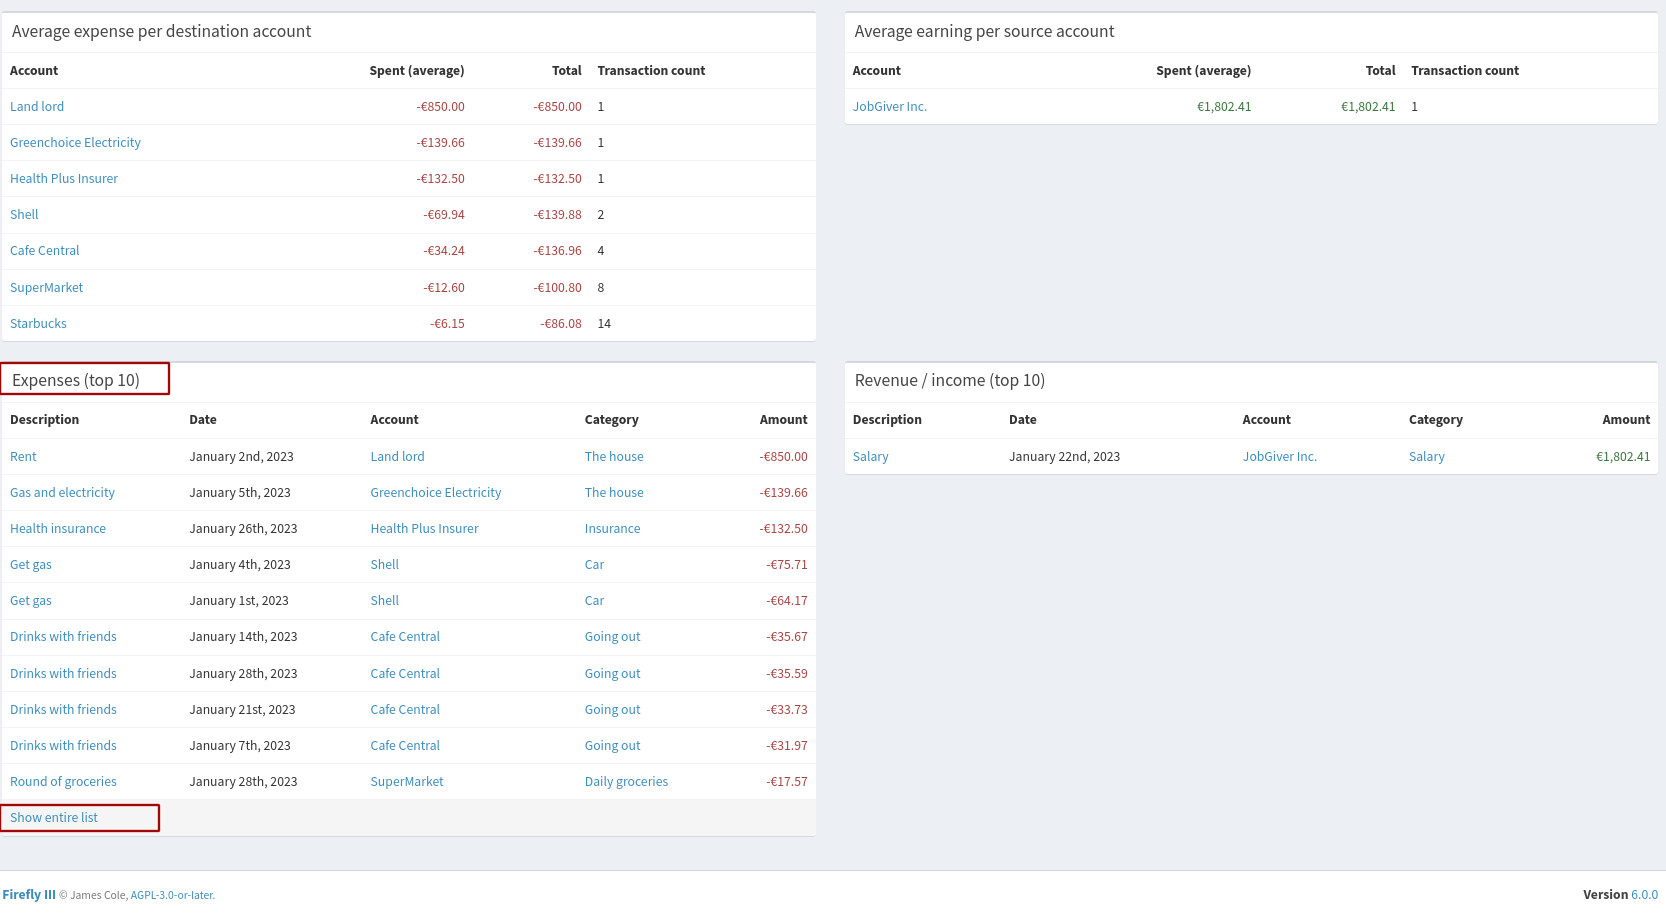 Average expense per destination account
Account Spent (average) Total Transaction count
Land lord -€850.00 -€850.00 1
Greenchoice Electricity -€139.66 -€139.66 1
Health Plus Insurer -€132.50 -€132.50 1
Shell -€69.94 -€139.88 2
Cafe Central -€34.24 -€136.96 4
SuperMarket -€12.60 -€100.80 8
Starbucks -€6.15 -€86.08 14
Average earning per source account
Account Spent (average) Total Transaction count
JobGiver Inc. €1,802.41 €1,802.41 1
Expenses (top 10)
Description Date Account Category Amount
Rent January 2nd, 2023 Land lord The house -€850.00
Gas and electricity January 5th, 2023 Greenchoice Electricity The house -€139.66
Health insurance January 26th, 2023 Health Plus Insurer Insurance -€132.50
Get gas January 4th, 2023 Shell Car -€75.71
Get gas January 1st, 2023 Shell Car -€64.17
Drinks with friends January 14th, 2023 Cafe Central Going out -€35.67
Drinks with friends January 28th, 2023 Cafe Central Going out -€35.59
Drinks with friends January 21st, 2023 Cafe Central Going out -€33.73
Drinks with friends January 7th, 2023 Cafe Central Going out -€31.97
Round of groceries January 28th, 2023 SuperMarket Daily groceries -€17.57
Show entire list
Revenue / income (top 10)
Description Date Account Category Amount
Salary January 22nd, 2023 JobGiver Inc. Salary €1,802.41
Firefly III © James Cole, AGPL-3.0-or-later.
Version 6.0.0